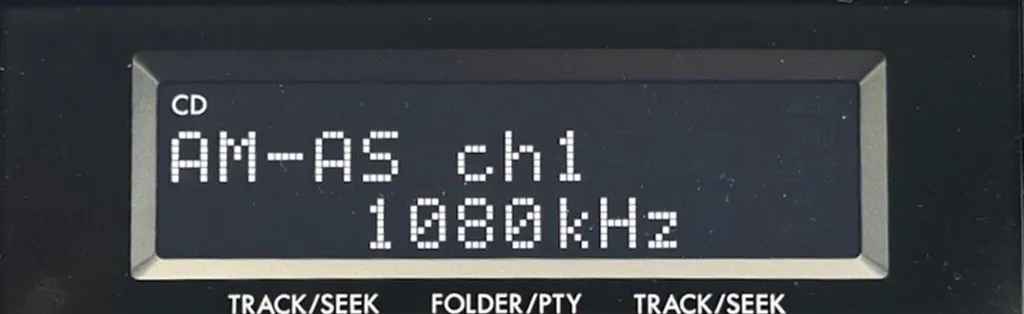 CD
AM-AS ch1
1080kHz
TRACK/SEEK FOLDER/PTY TRACK/SEEK